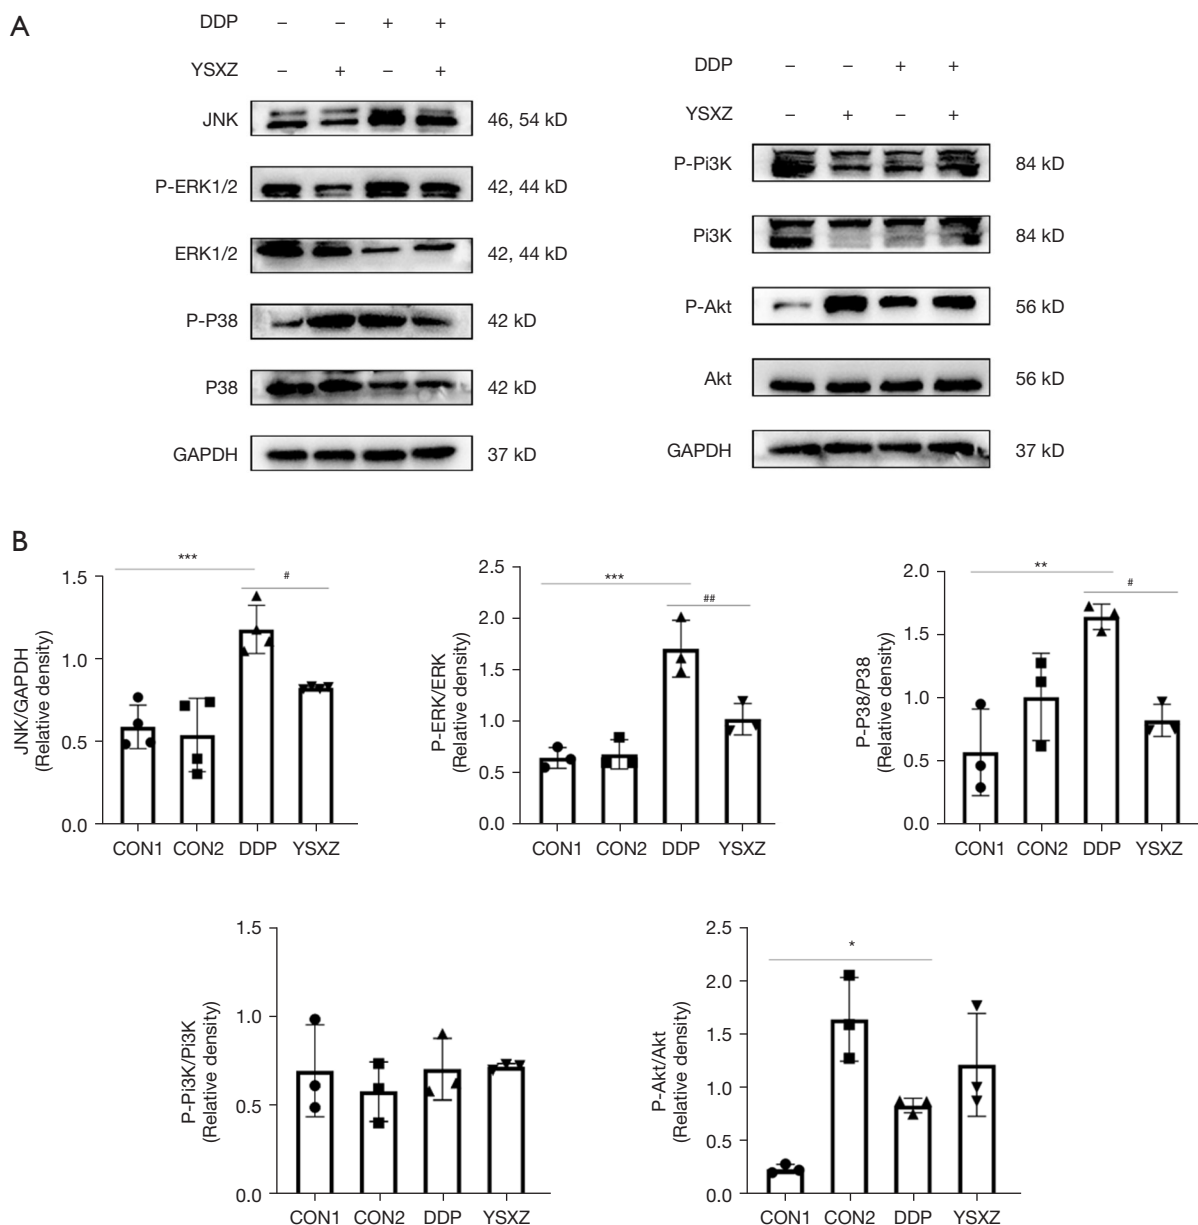 A
DDP – – + +
YSXZ – + – +
JNK 46, 54 kD
P-ERK1/2 42, 44 kD
ERK1/2 42, 44 kD
P-P38 42 kD
P38 42 kD
GAPDH 37 kD
DDP – – + +
YSXZ – + – +
P-Pi3K 84 kD
Pi3K 84 kD
P-Akt 56 kD
Akt 56 kD
GAPDH 37 kD
B
JNK/GAPDH
(Relative density)
1.5
1.0
0.5
0.0
***
#
CON1 CON2 DDP YSXZ
P-ERK/ERK
(Relative density)
2.5
2.0
1.5
1.0
0.5
0.0
***
##
CON1 CON2 DDP YSXZ
P-P38/P38
(Relative density)
2.0
1.5
1.0
0.5
0.0
**
#
CON1 CON2 DDP YSXZ
P-Pi3K/Pi3K
(Relative density)
1.5
1.0
0.5
0.0
CON1 CON2 DDP YSXZ
P-Akt/Akt
(Relative density)
2.5
2.0
1.5
1.0
0.5
0.0
*
CON1 CON2 DDP YSXZ